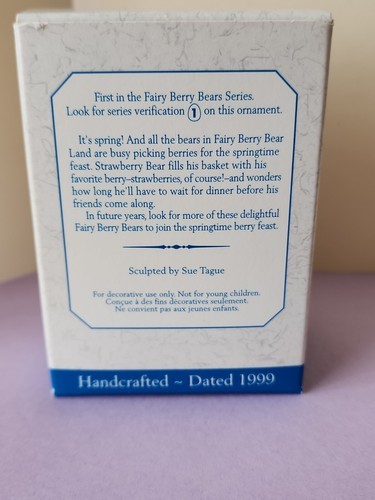 First in the Fairy Berry Bears Series.
Look for series verification 1 on this ornament.
It's spring! And all the bears in Fairy Berry Bear
Land are busy picking berries for the springtime
feast. Strawberry Bear fills his basket with his
favorite berry–strawberries, of course!–and wonders
how long he'll have to wait for dinner before his
friends come along.
In future years, look for more of these delightful
Fairy Berry Bears to join the springtime berry feast.
Sculpted by Sue Tague
For decorative use only. Not for young children.
Conçue à des fins décoratives seulement.
Ne convient pas aux jeunes enfants.
Handcrafted ~ Dated 1999